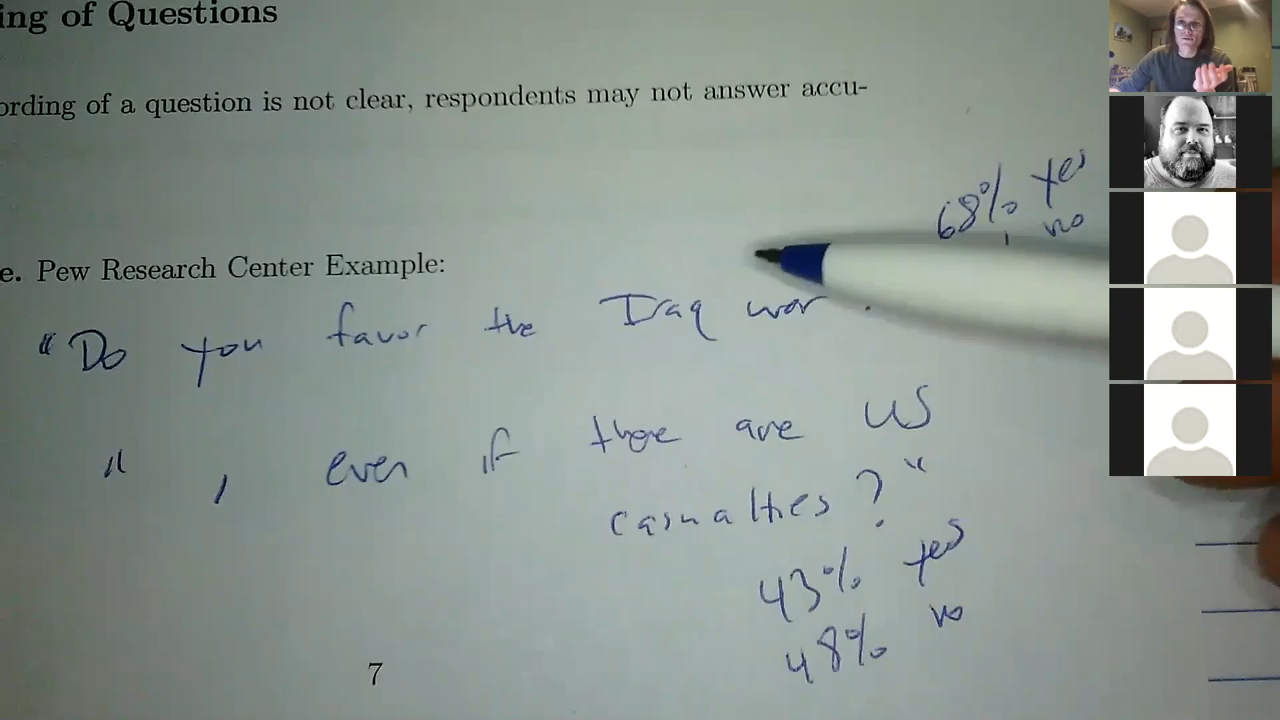 ing of Questions
ording of a question is not clear, respondents may not answer accu-
68% yes
no
e. Pew Research Center Example:
"Do you favor the Iraq war
" , even if there are US
casualties?"
43% yes
48% no
7